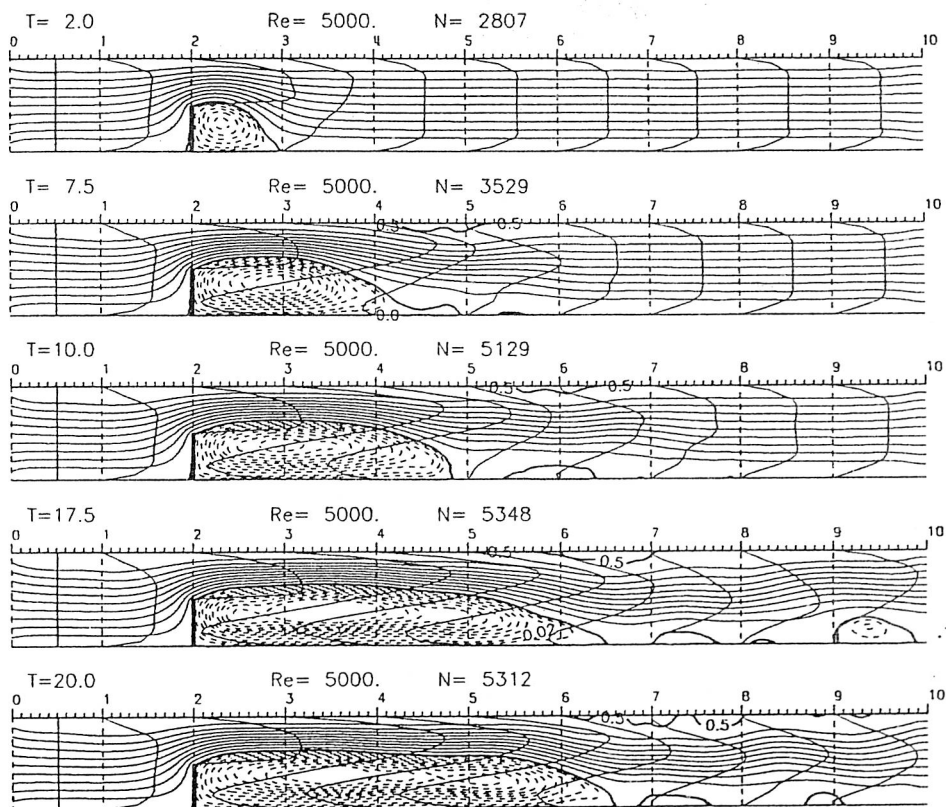 T= 2.0 Re= 5000. N= 2807
0 1 2 3 4 5 6 7 8 9 10
T= 7.5 Re= 5000. N= 3529
0 1 2 3 4 5 6 7 8 9 10
0.5 0.5
0.0
T=10.0 Re= 5000. N= 5129
0 1 2 3 4 5 6 7 8 9 10
0.5 0.5
T=17.5 Re= 5000. N= 5348
0 1 2 3 4 5 6 7 8 9 10
0.5 0.5
0.02
T=20.0 Re= 5000. N= 5312
0 1 2 3 4 5 6 7 8 9 10
0.5 0.5